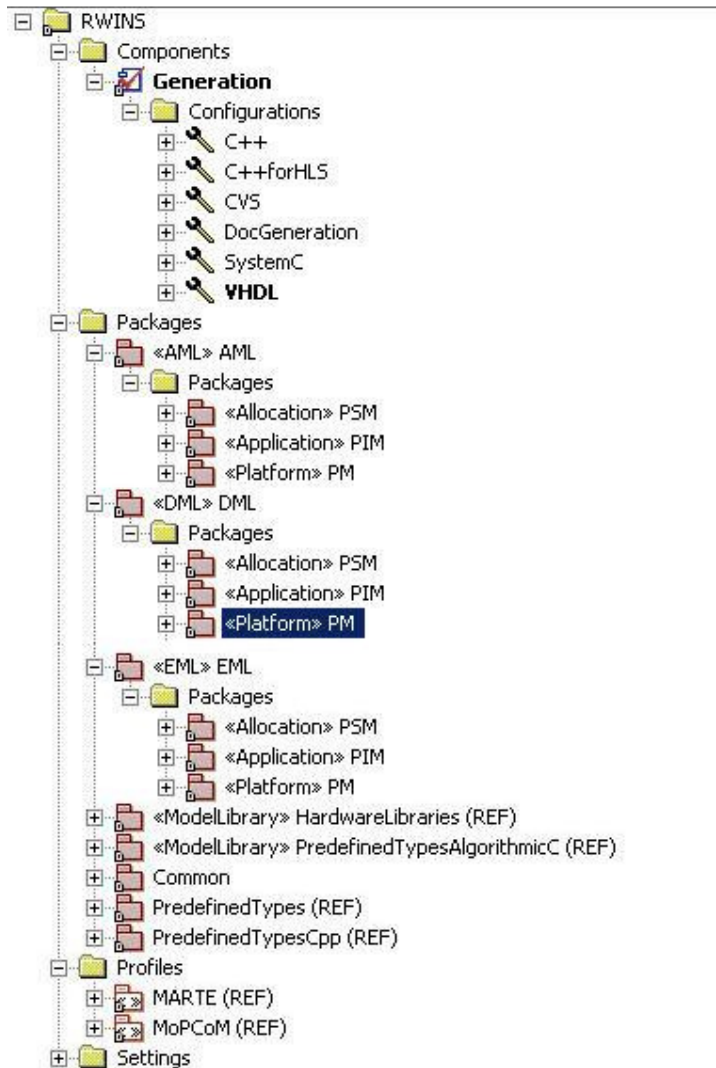 RWINS
Components
Generation
Configurations
C++
C++forHLS
CVS
DocGeneration
SystemC
VHDL
Packages
«AML» AML
Packages
«Allocation» PSM
«Application» PIM
«Platform» PM
«DML» DML
Packages
«Allocation» PSM
«Application» PIM
«Platform» PM
«EML» EML
Packages
«Allocation» PSM
«Application» PIM
«Platform» PM
«ModelLibrary» HardwareLibraries (REF)
«ModelLibrary» PredefinedTypesAlgorithmicC (REF)
Common
PredefinedTypes (REF)
PredefinedTypesCpp (REF)
Profiles
MARTE (REF)
MoPCoM (REF)
Settings